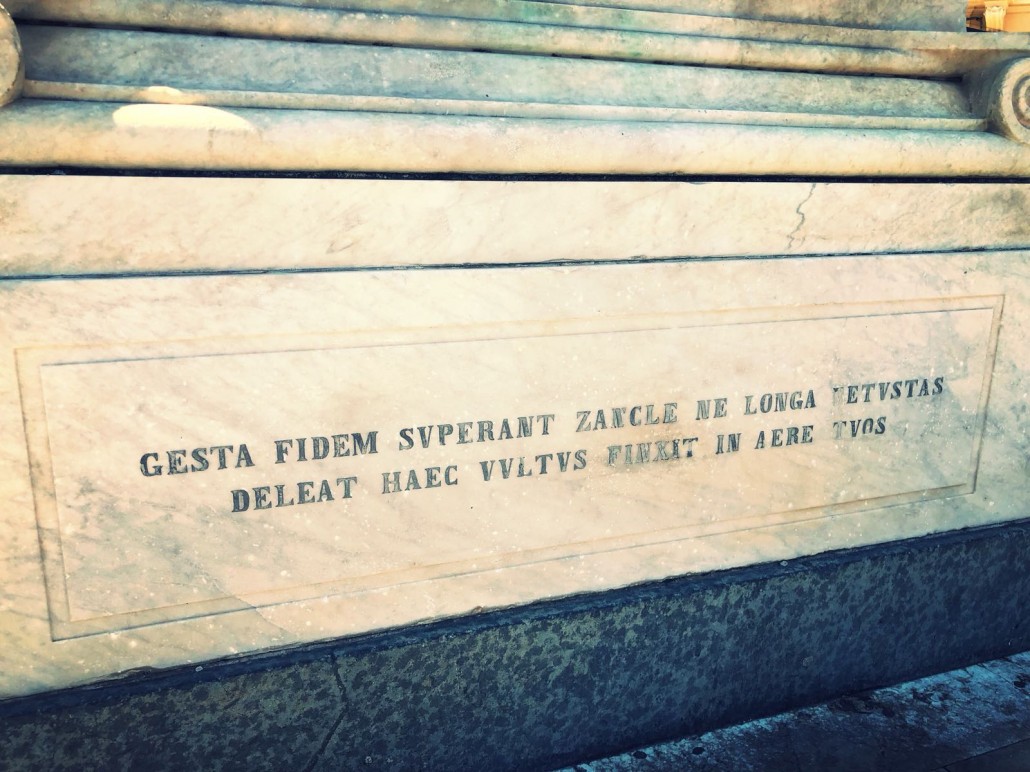 GESTA FIDEM SVPERANT ZANCLE NE LONGA VETVSTAS
DELEAT HAEC VVLTVS FINXIT IN AERE TVOS